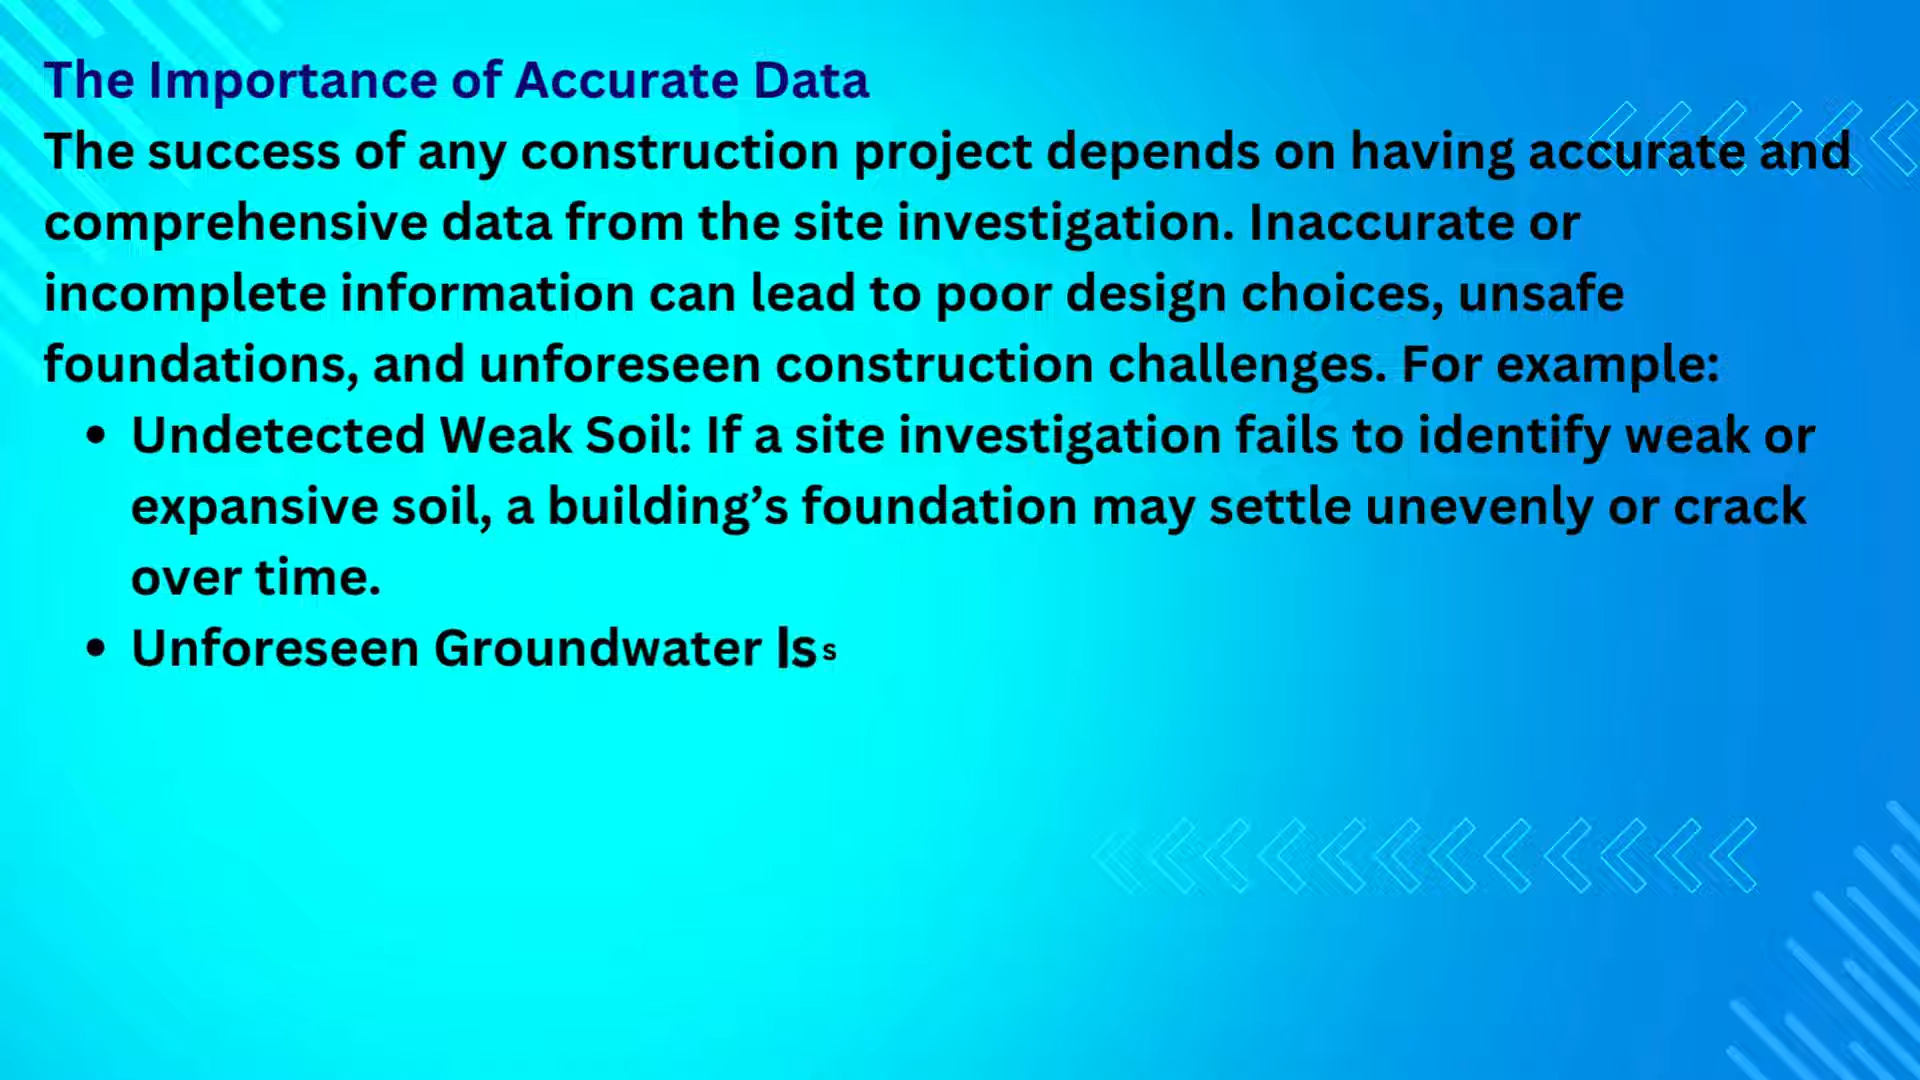 The Importance of Accurate Data
The success of any construction project depends on having accurate and
comprehensive data from the site investigation. Inaccurate or
incomplete information can lead to poor design choices, unsafe
foundations, and unforeseen construction challenges. For example:
• Undetected Weak Soil: If a site investigation fails to identify weak or
expansive soil, a building’s foundation may settle unevenly or crack
over time.
• Unforeseen Groundwater Iss